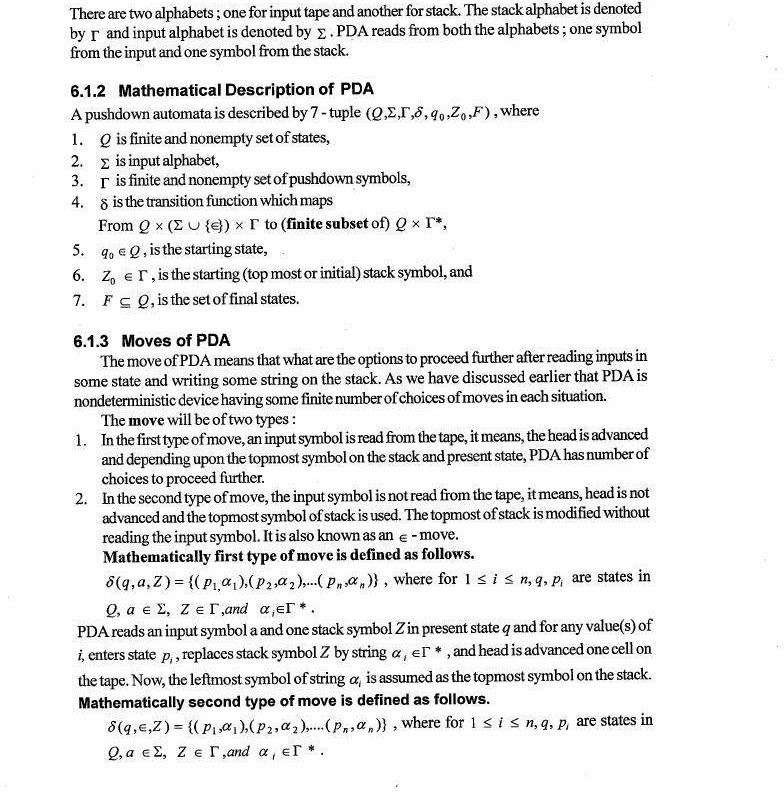 There are two alphabets ; one for input tape and another for stack. The stack alphabet is denoted
by Γ and input alphabet is denoted by Σ . PDA reads from both the alphabets ; one symbol
from the input and one symbol from the stack.
6.1.2 Mathematical Description of PDA
A pushdown automata is described by 7 - tuple (Q,Σ,Γ,δ, q₀,Z₀,F) , where
1. Q is finite and nonempty set of states,
2. Σ is input alphabet,
3. Γ is finite and nonempty set of pushdown symbols,
4. δ is the transition function which maps
From Q × (Σ ∪ {∈}) × Γ to (finite subset of) Q × Γ*,
5. q₀ ∈ Q , is the starting state,
6. Z₀ ∈ Γ , is the starting (top most or initial) stack symbol, and
7. F ⊆ Q, is the set of final states.
6.1.3 Moves of PDA
The move of PDA means that what are the options to proceed further after reading inputs in
some state and writing some string on the stack. As we have discussed earlier that PDA is
nondeterministic device having some finite number of choices of moves in each situation.
The move will be of two types :
1. In the first type of move, an input symbol is read from the tape, it means, the head is advanced
and depending upon the topmost symbol on the stack and present state, PDA has number of
choices to proceed further.
2. In the second type of move, the input symbol is not read from the tape, it means, head is not
advanced and the topmost symbol of stack is used. The topmost of stack is modified without
reading the input symbol. It is also known as an ∈ - move.
Mathematically first type of move is defined as follows.
δ(q,a,Z) = {( p₁,α₁),(p₂,α₂),...( pₙ,αₙ)} , where for 1 ≤ i ≤ n, q, pᵢ are states in
Q, a ∈ Σ, Z ∈ Γ,and αᵢ∈Γ * .
PDA reads an input symbol a and one stack symbol Z in present state q and for any value(s) of
i, enters state pᵢ , replaces stack symbol Z by string αᵢ ∈Γ * , and head is advanced one cell on
the tape. Now, the leftmost symbol of string αᵢ is assumed as the topmost symbol on the stack.
Mathematically second type of move is defined as follows.
δ(q,∈,Z) = {( p₁,α₁),(p₂,α₂),....(pₙ,αₙ)} , where for 1 ≤ i ≤ n, q, pᵢ are states in
Q, a ∈Σ, Z ∈ Γ,and αᵢ ∈Γ * .